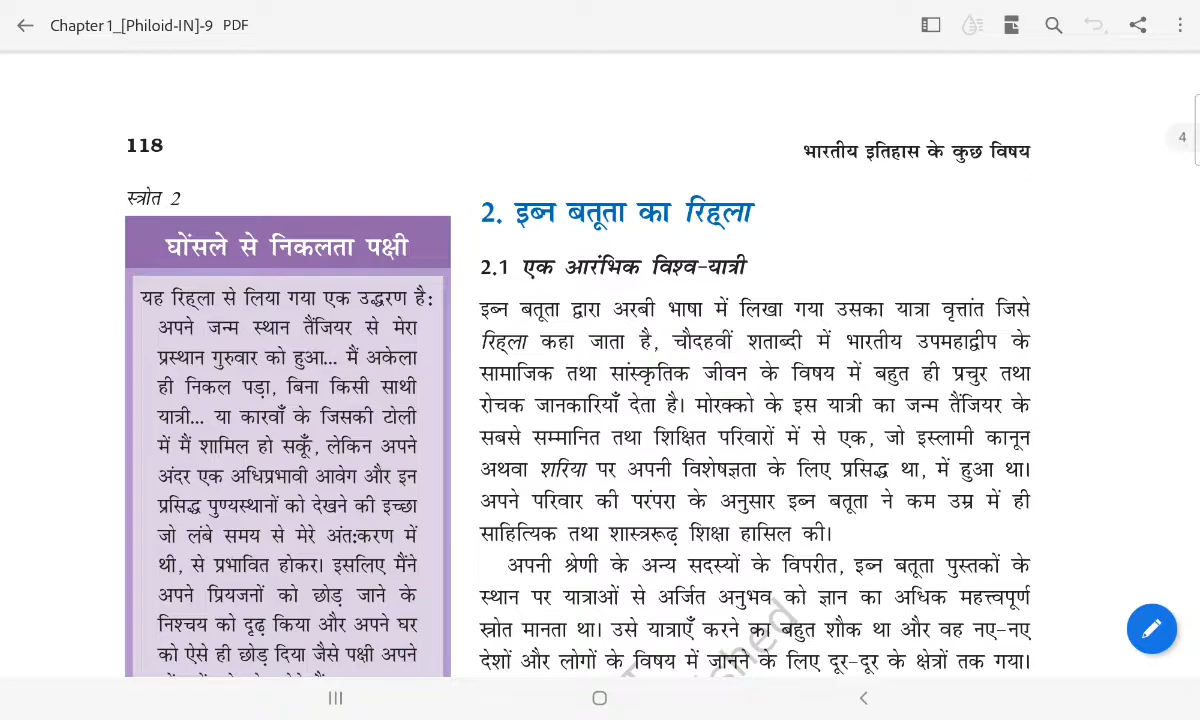 Chapter 1_[Philoid-IN]-9 PDF
4
118
भारतीय इतिहास के कुछ विषय
स्त्रोत 2
घोंसले से निकलता पक्षी
यह रिह्‌ला से लिया गया एक उद्धरण है:
अपने जन्म स्थान तैंजियर से मेरा
प्रस्थान गुरुवार को हुआ... मैं अकेला
ही निकल पड़ा, बिना किसी साथी
यात्री... या कारवाँ के जिसकी टोली
में मैं शामिल हो सकूँ, लेकिन अपने
अंदर एक अधिप्रभावी आवेग और इन
प्रसिद्ध पुण्यस्थानों को देखने की इच्छा
जो लंबे समय से मेरे अंत:करण में
थी, से प्रभावित होकर। इसलिए मैंने
अपने प्रियजनों को छोड़ जाने के
निश्चय को दृढ़ किया और अपने घर
को ऐसे ही छोड़ दिया जैसे पक्षी अपने
2. इब्न बतूता का रिह्‌ला
2.1 एक आरंभिक विश्व-यात्री
इब्न बतूता द्वारा अरबी भाषा में लिखा गया उसका यात्रा वृत्तांत जिसे
रिह्‌ला कहा जाता है, चौदहवीं शताब्दी में भारतीय उपमहाद्वीप के
सामाजिक तथा सांस्कृतिक जीवन के विषय में बहुत ही प्रचुर तथा
रोचक जानकारियाँ देता है। मोरक्को के इस यात्री का जन्म तैंजियर के
सबसे सम्मानित तथा शिक्षित परिवारों में से एक, जो इस्लामी कानून
अथवा शरिया पर अपनी विशेषज्ञता के लिए प्रसिद्ध था, में हुआ था।
अपने परिवार की परंपरा के अनुसार इब्न बतूता ने कम उम्र में ही
साहित्यिक तथा शास्त्ररूढ़ शिक्षा हासिल की।
अपनी श्रेणी के अन्य सदस्यों के विपरीत, इब्न बतूता पुस्तकों के
स्थान पर यात्राओं से अर्जित अनुभव को ज्ञान का अधिक महत्त्वपूर्ण
स्त्रोत मानता था। उसे यात्राएँ करने का बहुत शौक था और वह नए-नए
देशों और लोगों के विषय में जानने के लिए दूर-दूर के क्षेत्रों तक गया।